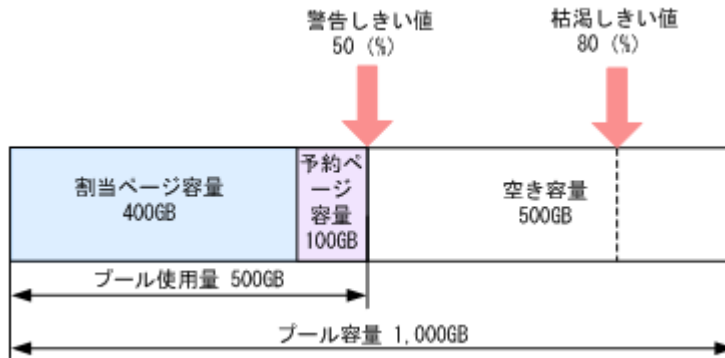 警告しきい値
50 (%)
枯渇しきい値
80 (%)
割当ページ容量
400GB
予約ペ
ージ
容量
100GB
空き容量
500GB
プール使用量 500GB
プール容量 1,000GB